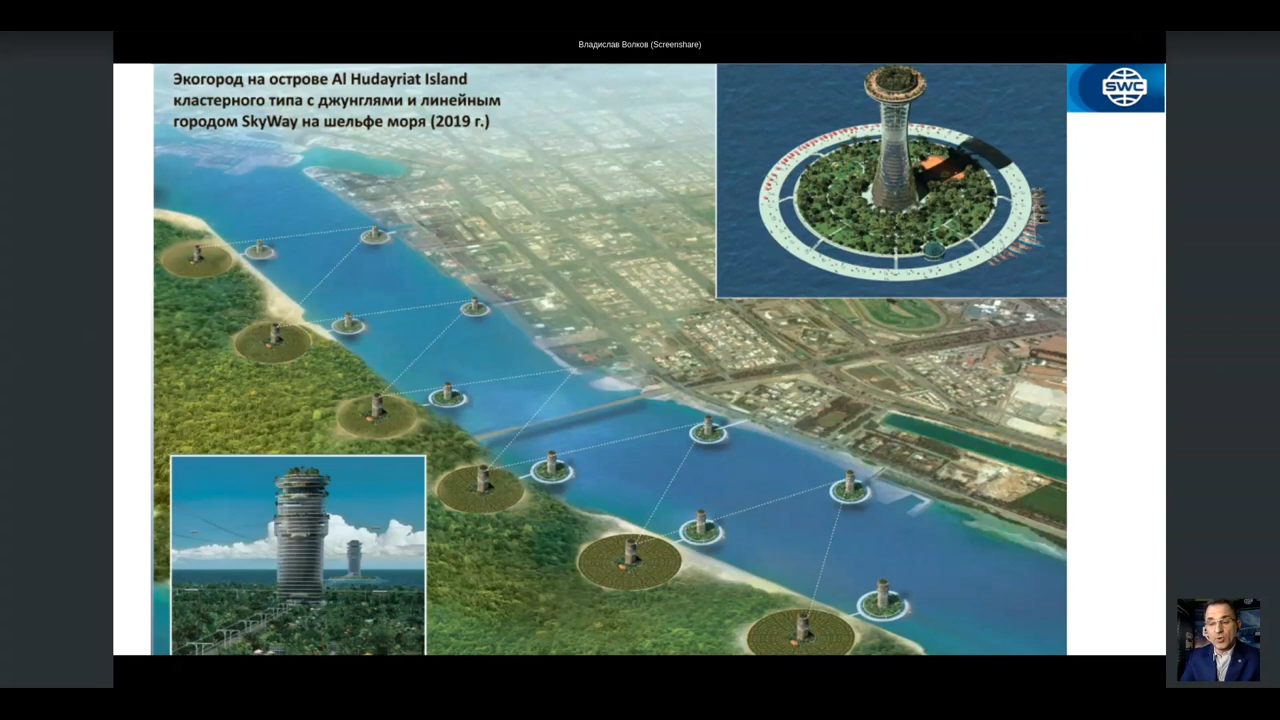 Владислав Волков (Screenshare)
Экогород на острове Al Hudayriat Island
кластерного типа с джунглями и линейным
городом SkyWay на шельфе моря (2019 г.)
SWC